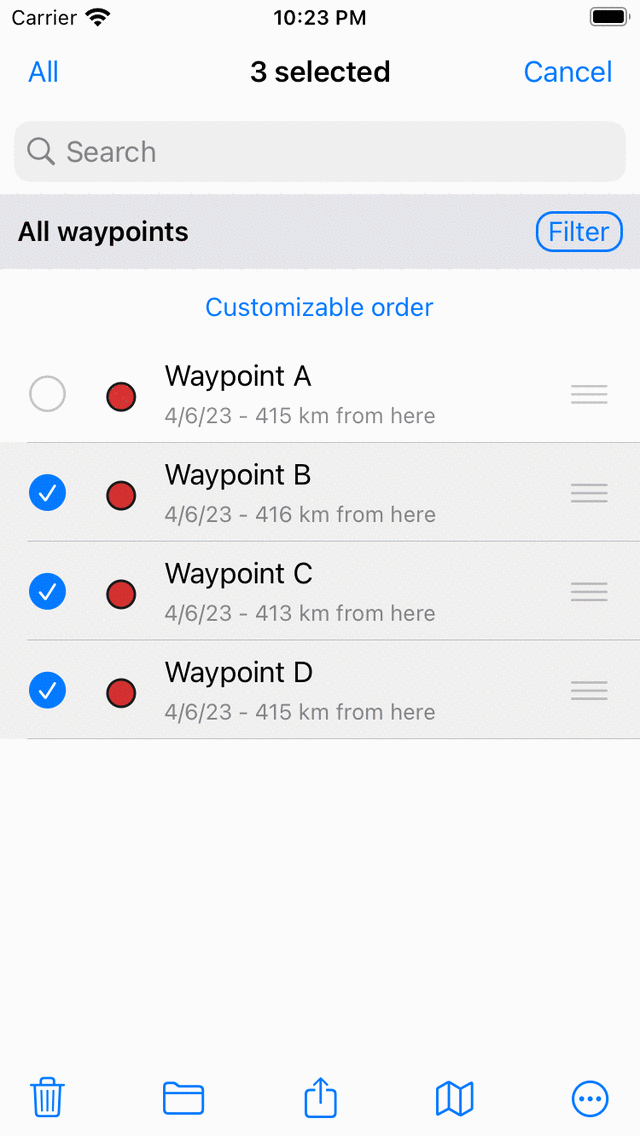 Carrier 10:23 PM
All 3 selected Cancel
Search
All waypoints Filter
Customizable order
Waypoint A
4/6/23 - 415 km from here
Waypoint B
4/6/23 - 416 km from here
Waypoint C
4/6/23 - 413 km from here
Waypoint D
4/6/23 - 415 km from here